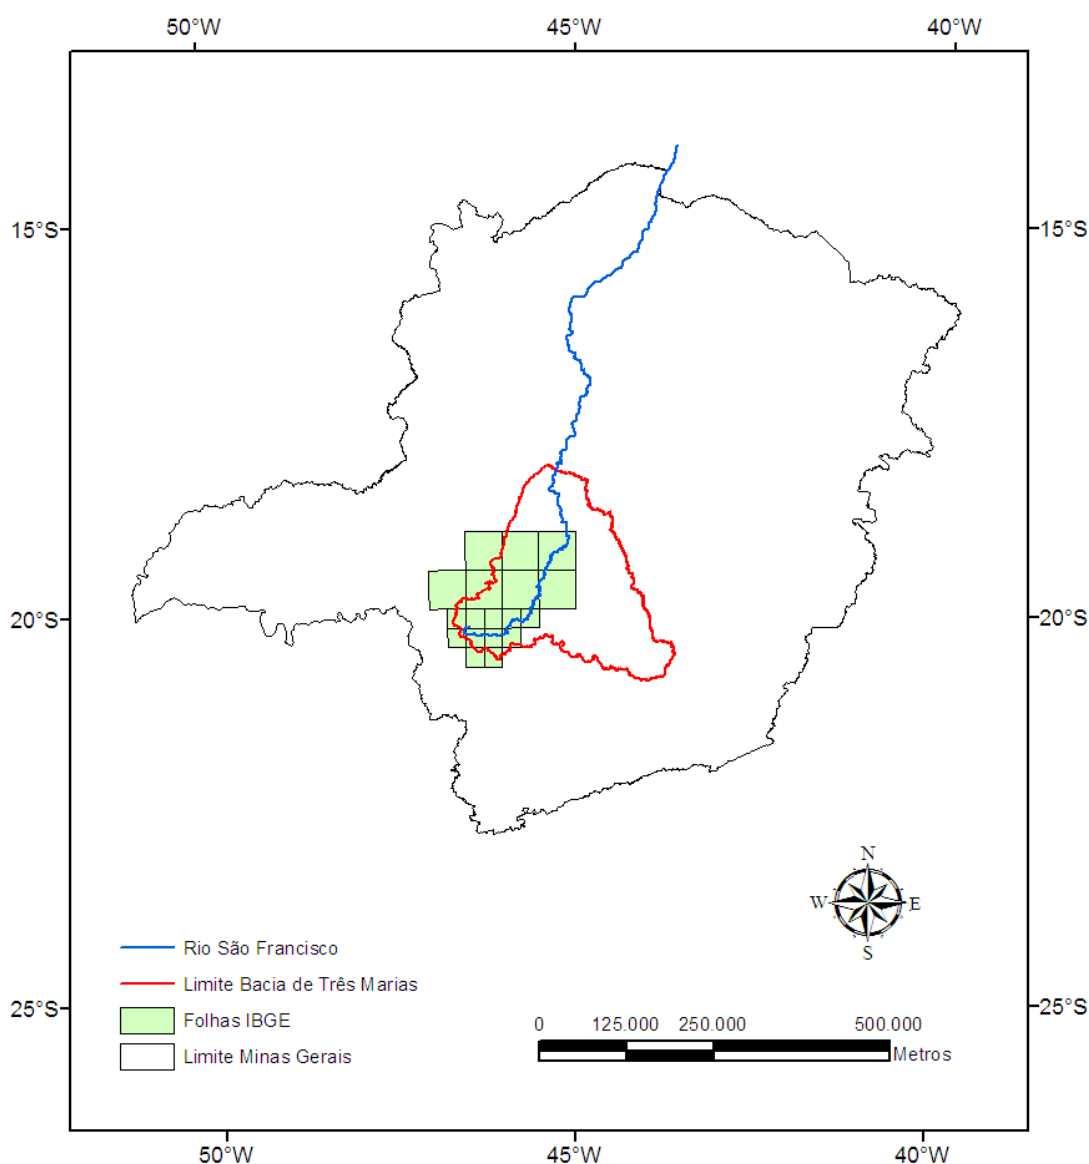 50°W 45°W 40°W
15°S 15°S
20°S 20°S
N
W E
S
Rio São Francisco
Limite Bacia de Três Marias
Folhas IBGE
Limite Minas Gerais
25°S 25°S
0 125.000 250.000 500.000
Metros
50°W 45°W 40°W